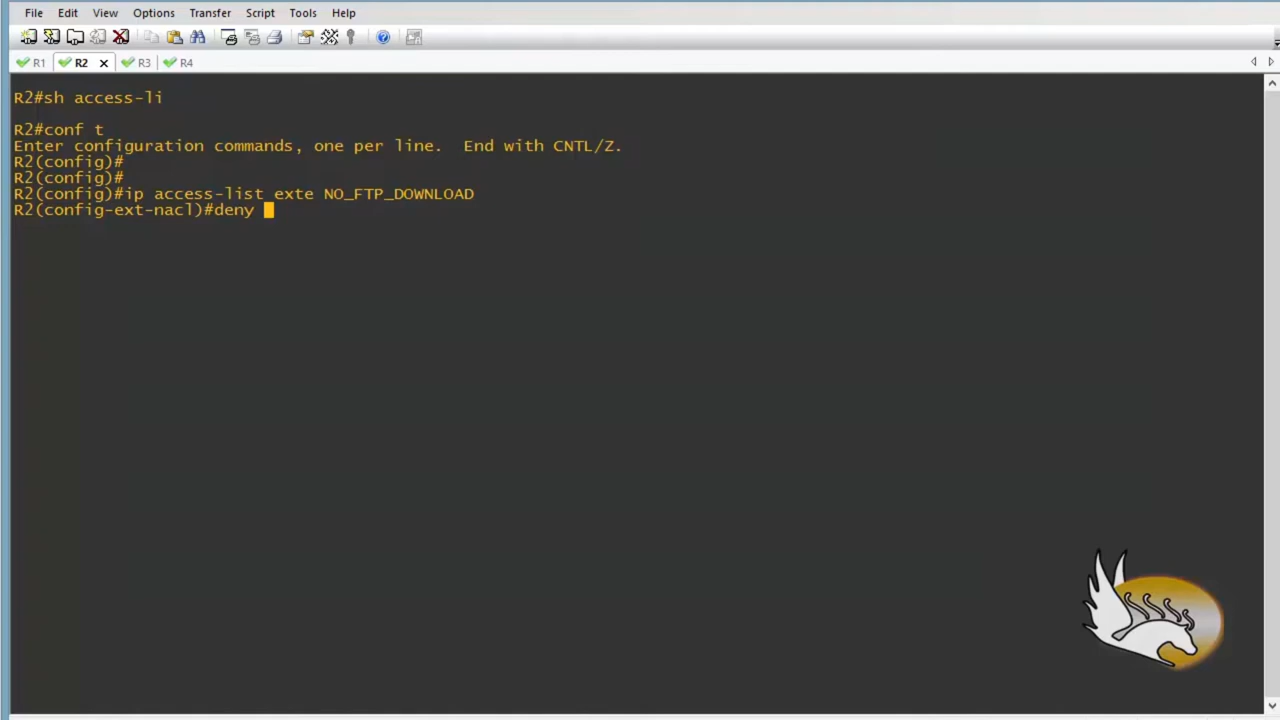 File Edit View Options Transfer Script Tools Help
R1 R2 R3 R4
R2#sh access-li
R2#conf t
Enter configuration commands, one per line.  End with CNTL/Z.
R2(config)#
R2(config)#
R2(config)#ip access-list exte NO_FTP_DOWNLOAD
R2(config-ext-nacl)#deny